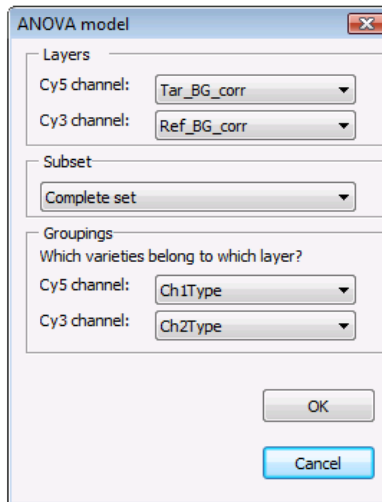 ANOVA model
Layers
Cy5 channel: Tar_BG_corr
Cy3 channel: Ref_BG_corr
Subset
Complete set
Groupings
Which varieties belong to which layer?
Cy5 channel: Ch1Type
Cy3 channel: Ch2Type
OK
Cancel